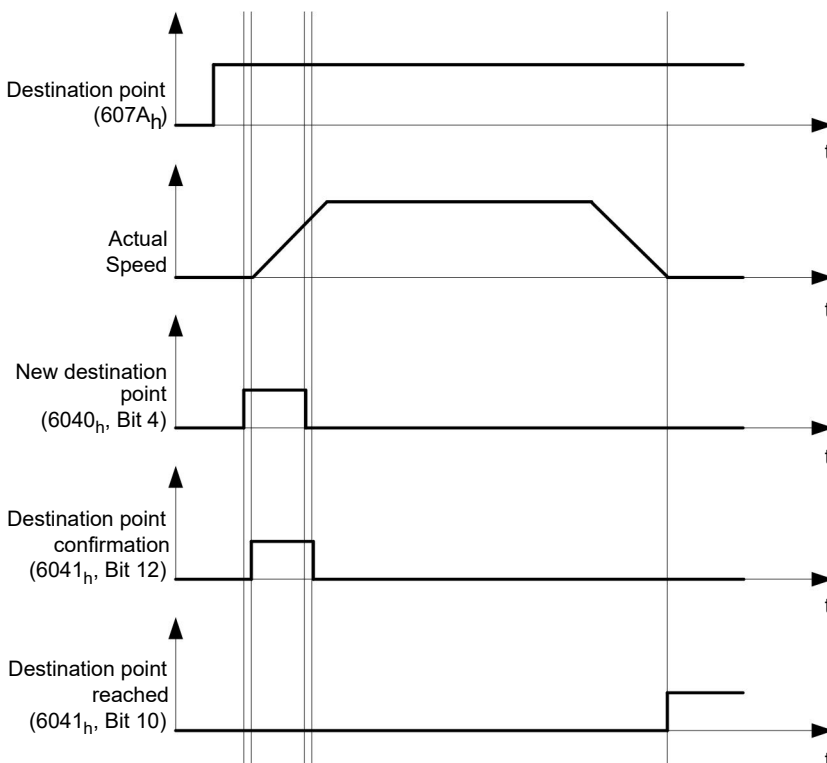 Destination point
(607Ah)
t
Actual
Speed
t
New destination
point
(6040h, Bit 4)
t
Destination point
confirmation
(6041h, Bit 12)
t
Destination point
reached
(6041h, Bit 10)
t